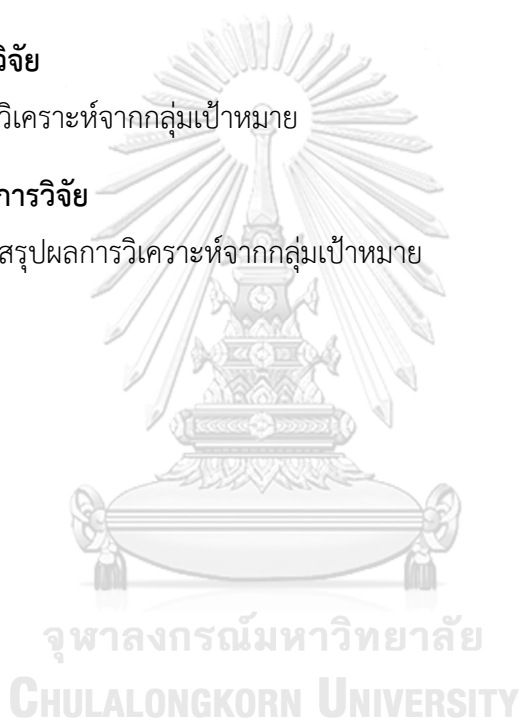 วิจัย
วิเคราะห์จากกลุ่มเป้าหมาย
การวิจัย
สรุปผลการวิเคราะห์จากกลุ่มเป้าหมาย
จุฬาลงกรณ์มหาวิทยาลัย
CHULALONGKORN UNIVERSITY